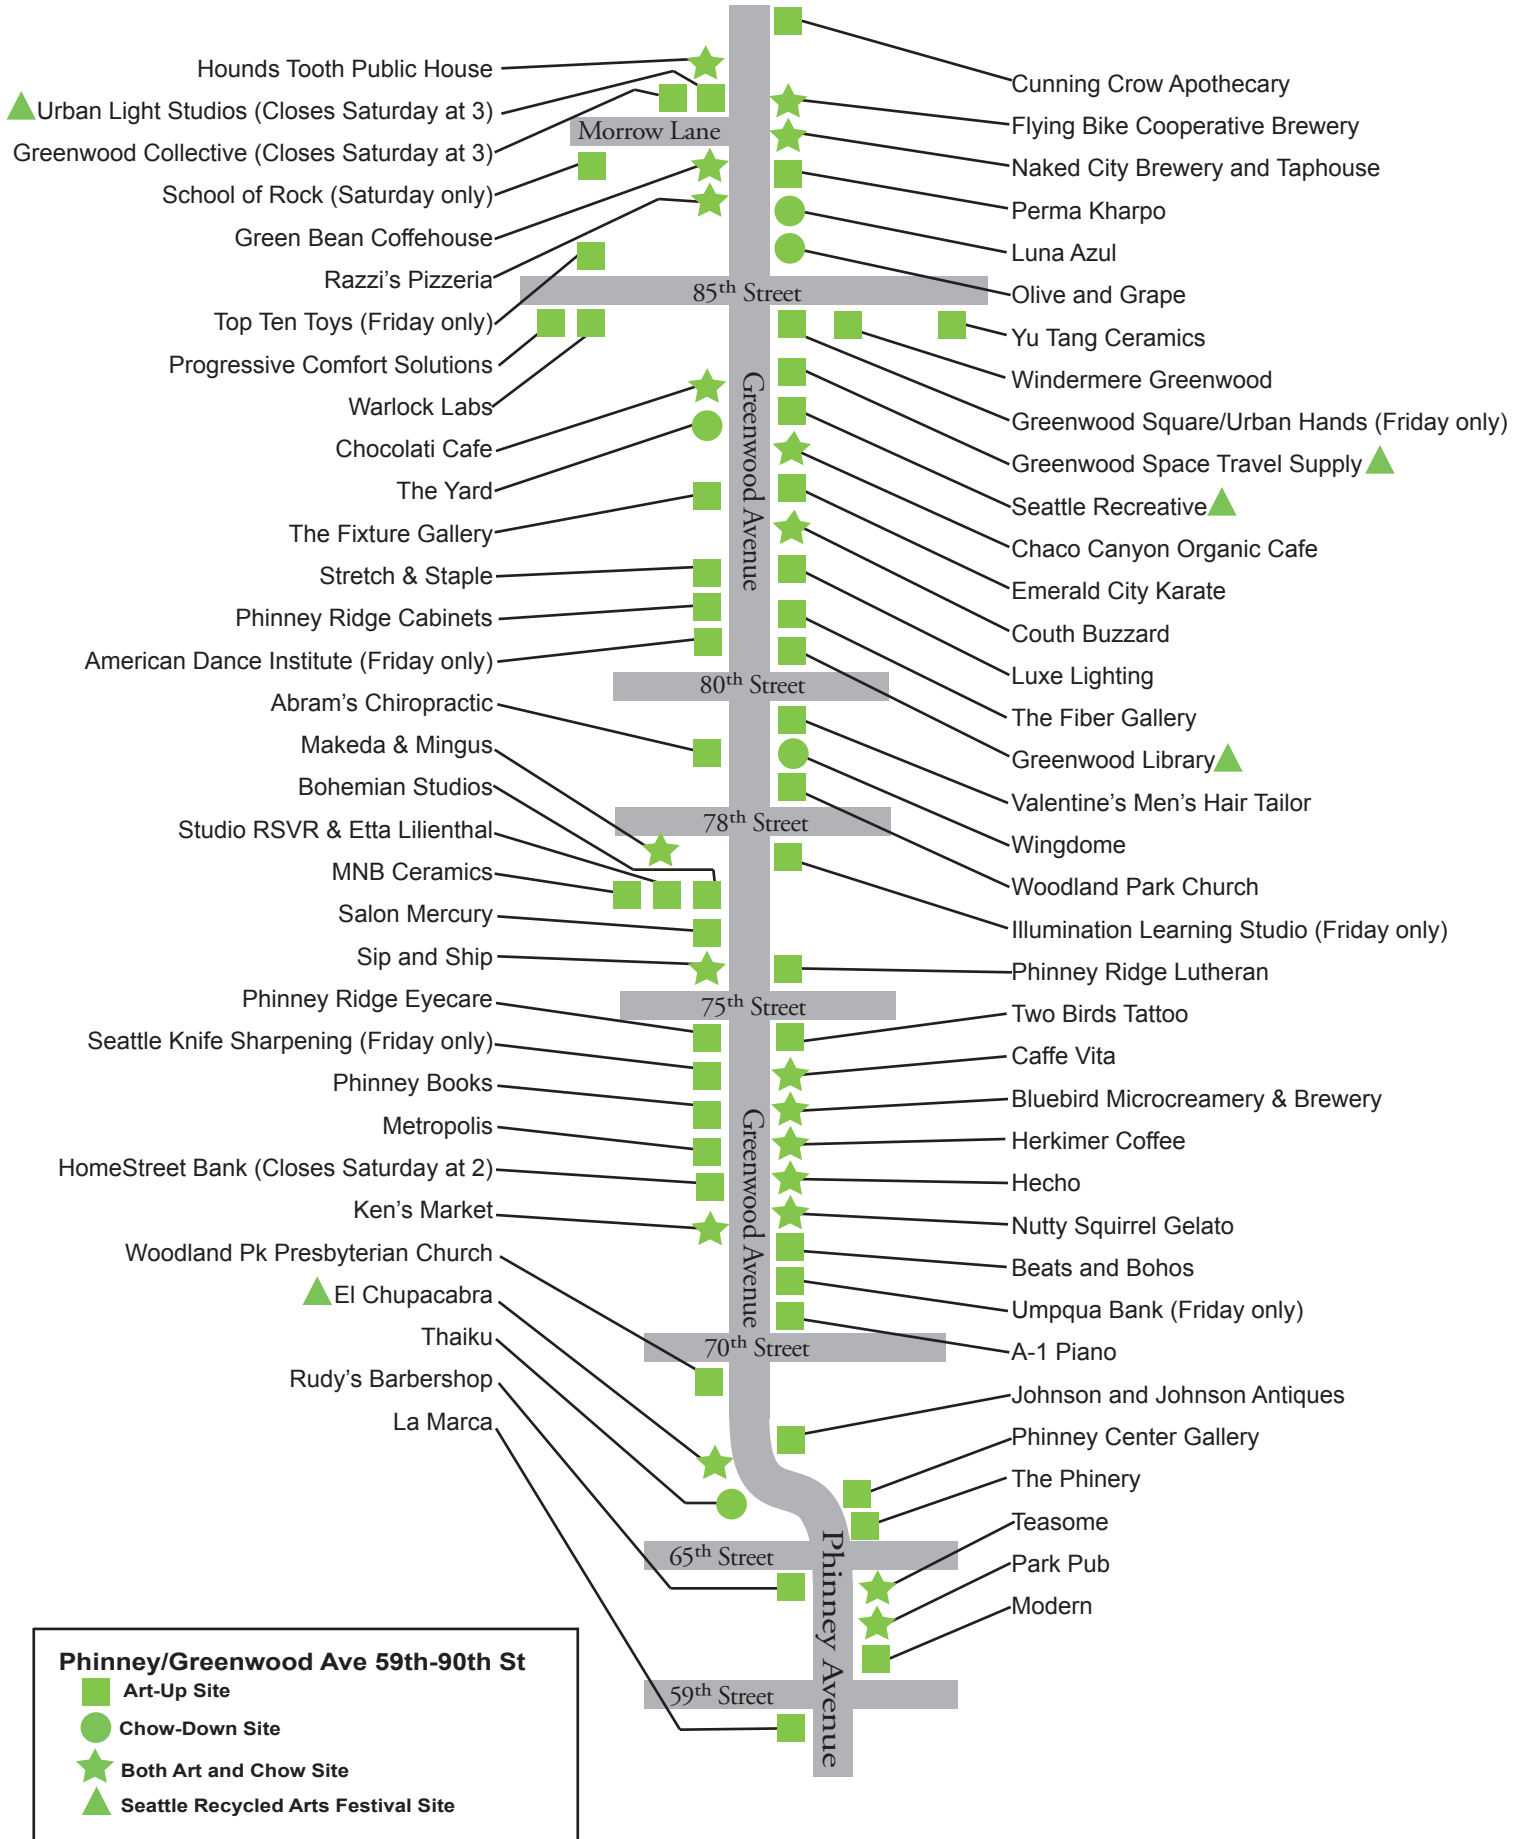 Hounds Tooth Public House
Urban Light Studios (Closes Saturday at 3)
Greenwood Collective (Closes Saturday at 3)
School of Rock (Saturday only)
Green Bean Coffehouse
Razzi's Pizzeria
Top Ten Toys (Friday only)
Progressive Comfort Solutions
Warlock Labs
Chocolati Cafe
The Yard
The Fixture Gallery
Stretch & Staple
Phinney Ridge Cabinets
American Dance Institute (Friday only)
Abram's Chiropractic
Makeda & Mingus
Bohemian Studios
Studio RSVR & Etta Lilienthal
MNB Ceramics
Salon Mercury
Sip and Ship
Phinney Ridge Eyecare
Seattle Knife Sharpening (Friday only)
Phinney Books
Metropolis
HomeStreet Bank (Closes Saturday at 2)
Ken's Market
Woodland Pk Presbyterian Church
El Chupacabra
Thaiku
Rudy's Barbershop
La Marca
Morrow Lane
85th Street
Greenwood Avenue
80th Street
78th Street
75th Street
Greenwood Avenue
70th Street
65th Street
Phinney Avenue
59th Street
Cunning Crow Apothecary
Flying Bike Cooperative Brewery
Naked City Brewery and Taphouse
Perma Kharpo
Luna Azul
Olive and Grape
Yu Tang Ceramics
Windermere Greenwood
Greenwood Square/Urban Hands (Friday only)
Greenwood Space Travel Supply
Seattle Recreative
Chaco Canyon Organic Cafe
Emerald City Karate
Couth Buzzard
Luxe Lighting
The Fiber Gallery
Greenwood Library
Valentine's Men's Hair Tailor
Wingdome
Woodland Park Church
Illumination Learning Studio (Friday only)
Phinney Ridge Lutheran
Two Birds Tattoo
Caffe Vita
Bluebird Microcreamery & Brewery
Herkimer Coffee
Hecho
Nutty Squirrel Gelato
Beats and Bohos
Umpqua Bank (Friday only)
A-1 Piano
Johnson and Johnson Antiques
Phinney Center Gallery
The Phinery
Teasome
Park Pub
Modern
Phinney/Greenwood Ave 59th-90th St
Art-Up Site
Chow-Down Site
Both Art and Chow Site
Seattle Recycled Arts Festival Site